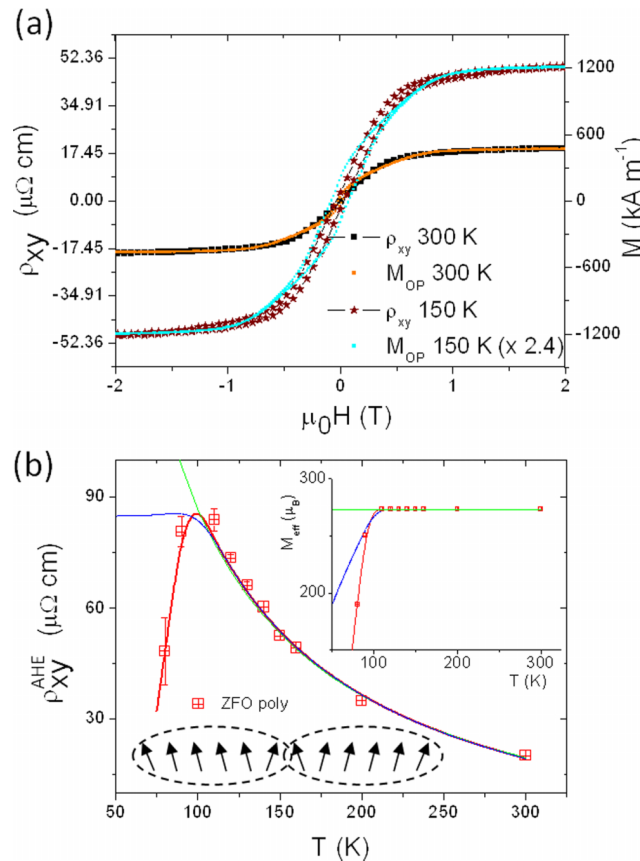 (a)
52.36
34.91
17.45
0.00
-17.45
-34.91
-52.36
ρxy (μΩ cm)
1200
600
0
-600
-1200
M (kA m⁻¹)
ρxy 300 K
MOP 300 K
ρxy 150 K
MOP 150 K (x 2.4)
-2 -1 0 1 2
μ0H (T)
(b)
90
60
30
ρxy^AHE (μΩ cm)
300
200
Meff (μB)
100 200 300
T (K)
ZFO poly
50 100 150 200 250 300
T (K)